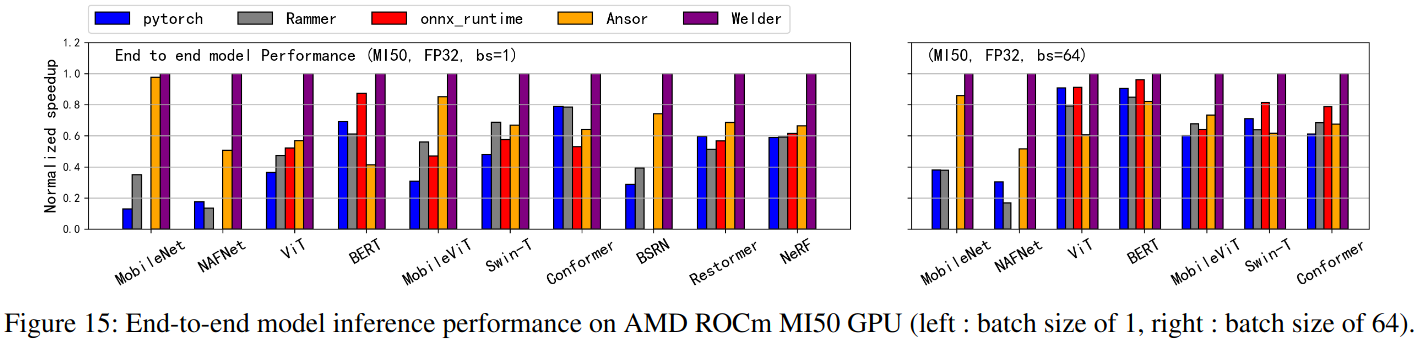 pytorch Rammer onnx_runtime Ansor Welder
Normalized speedup
1.2
1.0
0.8
0.6
0.4
0.2
0.0
End to end model Performance (MI50, FP32, bs=1)
MobileNet NAFNet ViT BERT MobileViT Swin-T Conformer BSRN Restormer NeRF
(MI50, FP32, bs=64)
MobileNet NAFNet ViT BERT MobileViT Swin-T Conformer
Figure 15: End-to-end model inference performance on AMD ROCm MI50 GPU (left : batch size of 1, right : batch size of 64).